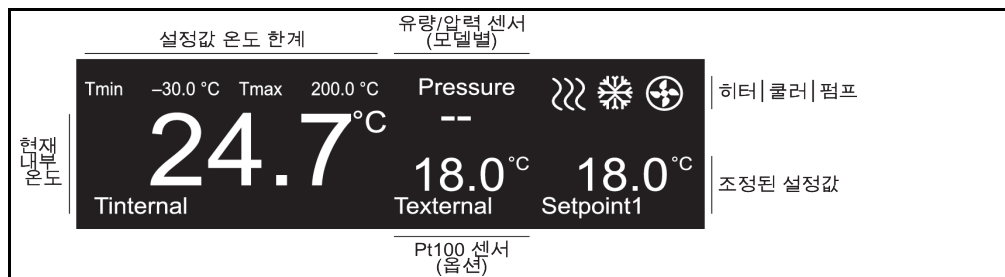 설정값 온도 한계
유량/압력 센서
(모델별)
Tmin –30.0 °C Tmax 200.0 °C
Pressure
--
히터|쿨러|펌프
현재
내부
온도
24.7°C
18.0°C
18.0°C
Tinternal
Texternal
Setpoint1
조정된 설정값
Pt100 센서
(옵션)